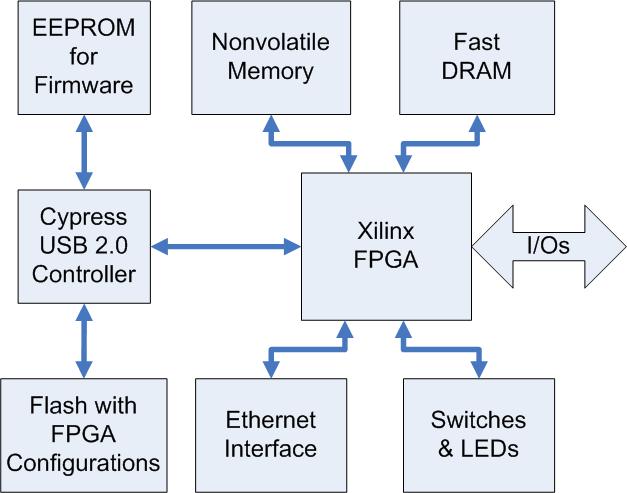 EEPROM
for
Firmware
Nonvolatile
Memory
Fast
DRAM
Cypress
USB 2.0
Controller
Xilinx
FPGA
I/Os
Flash with
FPGA
Configurations
Ethernet
Interface
Switches
& LEDs